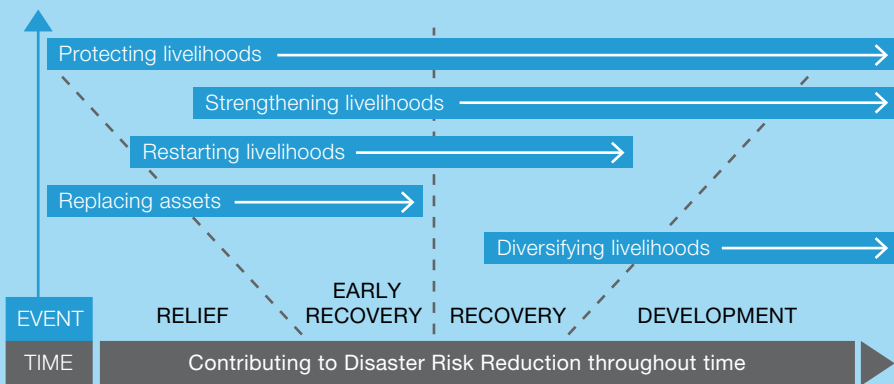 Protecting livelihoods
Strengthening livelihoods
Restarting livelihoods
Replacing assets
Diversifying livelihoods
EVENT
RELIEF
EARLY
RECOVERY
RECOVERY
DEVELOPMENT
TIME
Contributing to Disaster Risk Reduction throughout time